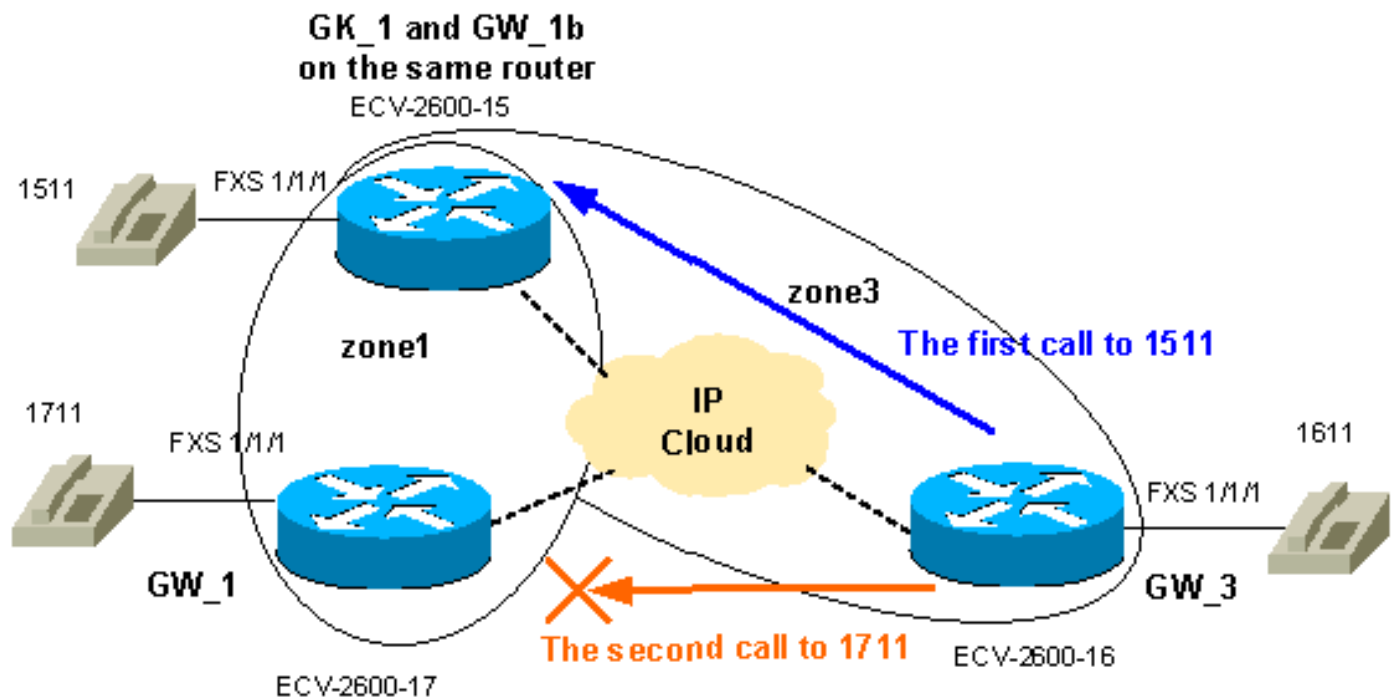 GK_1 and GW_1b
on the same router
ECV-2600-15
1511
FXS 1/1/1
zone3
The first call to 1511
zone1
IP
Cloud
1711
FXS 1/1/1
1611
FXS 1/1/1
GW_1
GW_3
The second call to 1711
ECV-2600-16
ECV-2600-17